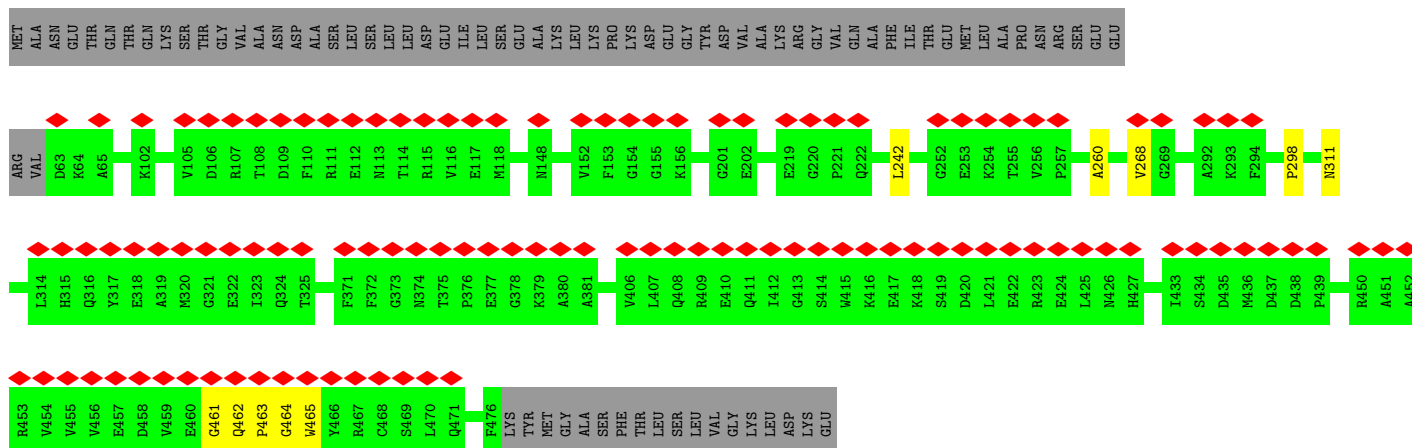 MET ALA ASN GLU THR GLN THR GLN LYS SER THR GLY VAL ALA ASN ASP ALA SER LEU SER LEU LEU ASP GLU ILE LEU SER GLU ALA LYS LEU LYS PRO LYS ASP GLU GLY TYR ASP VAL ALA LYS ARG GLY VAL GLN ALA PHE ILE THR GLU MET LEU ALA PRO ASN ARG SER GLU GLU
ARG VAL D63 K64 A65 K102 V105 D106 R107 T108 D109 F110 R111 E112 N113 T114 R115 V116 E117 M118 N148 V152 F153 G154 G155 K156 G201 E202 E219 G220 P221 Q222 L242 G252 E253 K254 T255 V256 P257 A260 V268 G269 A292 K293 F294 P298 N311
L314 H315 Q316 Y317 E318 A319 M320 G321 E322 I323 Q324 T325 F371 F372 G373 N374 T375 P376 E377 G378 K379 A380 A381 V406 L407 Q408 R409 E410 Q411 I412 G413 S414 W415 K416 E417 K418 S419 D420 L421 E422 R423 E424 L425 N426 H427 I433 S434 D435 M436 D437 D438 P439 R450 A451 A452
R453 V454 V455 V456 E457 D458 V459 E460 G461 Q462 P463 G464 W465 Y466 R467 C468 S469 L470 Q471 F476 LYS TYR MET GLY ALA SER PHE THR LEU SER LEU VAL GLY LYS LEU ASP LYS GLU